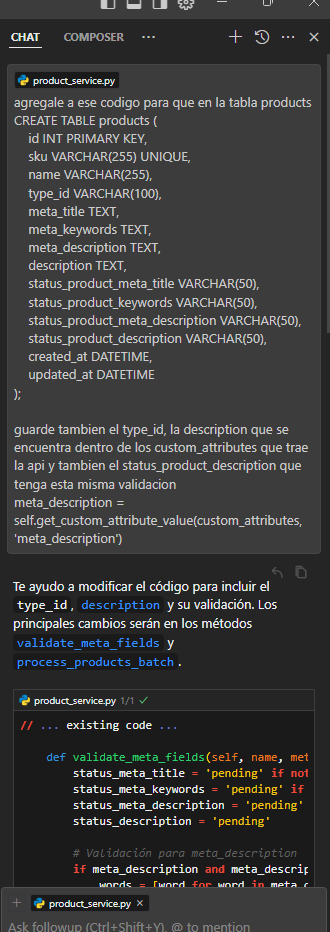 CHAT COMPOSER ...
product_service.py
agregale a ese codigo para que en la tabla products
CREATE TABLE products (
id INT PRIMARY KEY,
sku VARCHAR(255) UNIQUE,
name VARCHAR(255),
type_id VARCHAR(100),
meta_title TEXT,
meta_keywords TEXT,
meta_description TEXT,
description TEXT,
status_product_meta_title VARCHAR(50),
status_product_keywords VARCHAR(50),
status_product_meta_description VARCHAR(50),
status_product_description VARCHAR(50),
created_at DATETIME,
updated_at DATETIME
);
guarde tambien el type_id, la description que se
encuentra dentro de los custom_attributes que trae
la api y tambien el status_product_description que
tenga esta misma validacion
meta_description =
self.get_custom_attribute_value(custom_attributes,
'meta_description')
Te ayudo a modificar el código para incluir el
type_id, description y su validación. Los
principales cambios serán en los métodos
validate_meta_fields y
process_products_batch.
product_service.py 1/1
// ... existing code ...
def validate_meta_fields(self, name, met
status_meta_title = 'pending' if not
status_meta_keywords = 'pending' if
status_meta_description = 'pending'
status_description = 'pending'
# Validación para meta_description
if meta_description and meta_descrip
words = [word for word in meta_d
+ product_service.py ×
Ask followup (Ctrl+Shift+Y), @ to mention